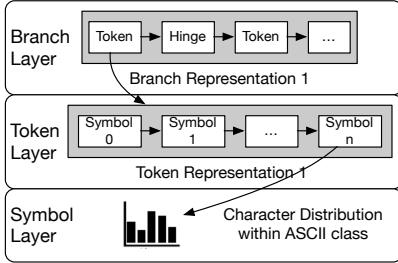 Branch
Layer
Token
Hinge
Token
...
Branch Representation 1
Token
Layer
Symbol
0
Symbol
1
...
Symbol
n
Token Representation 1
Symbol
Layer
Character Distribution
within ASCII class